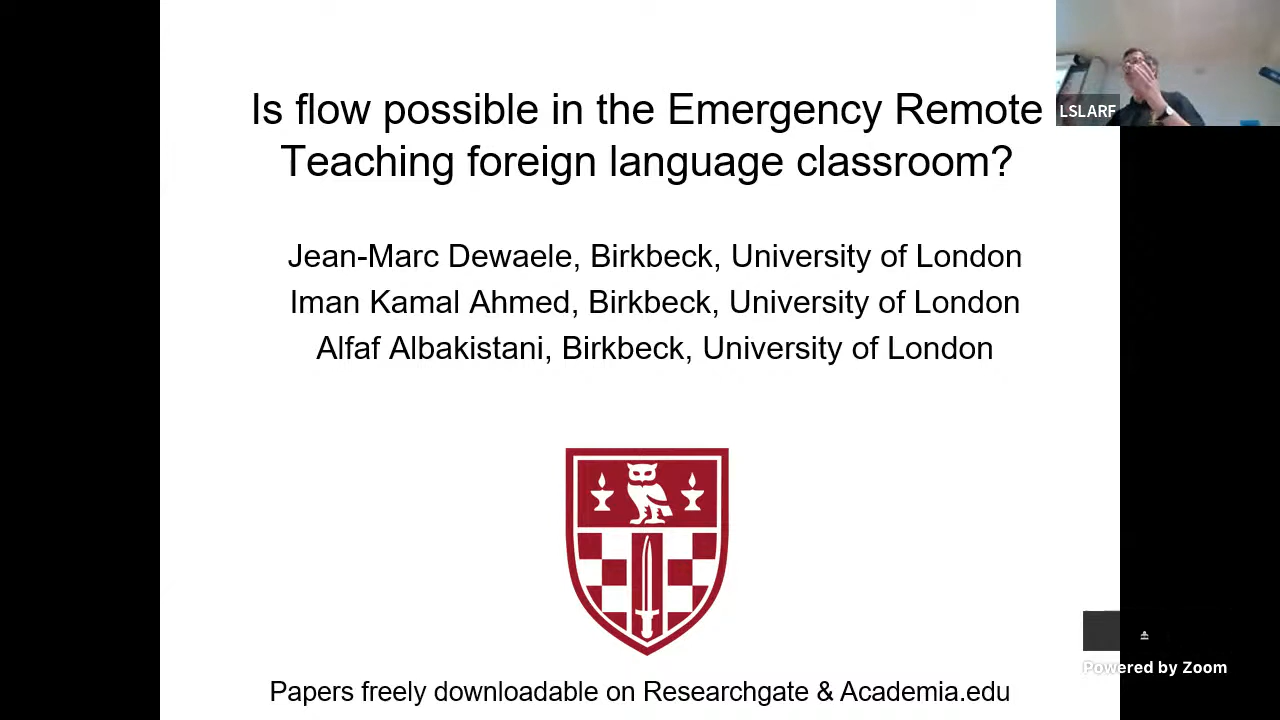 Is flow possible in the Emergency Remote
Teaching foreign language classroom?
LSLARF
Jean-Marc Dewaele, Birkbeck, University of London
Iman Kamal Ahmed, Birkbeck, University of London
Alfaf Albakistani, Birkbeck, University of London
Powered by Zoom
Papers freely downloadable on Researchgate & Academia.edu